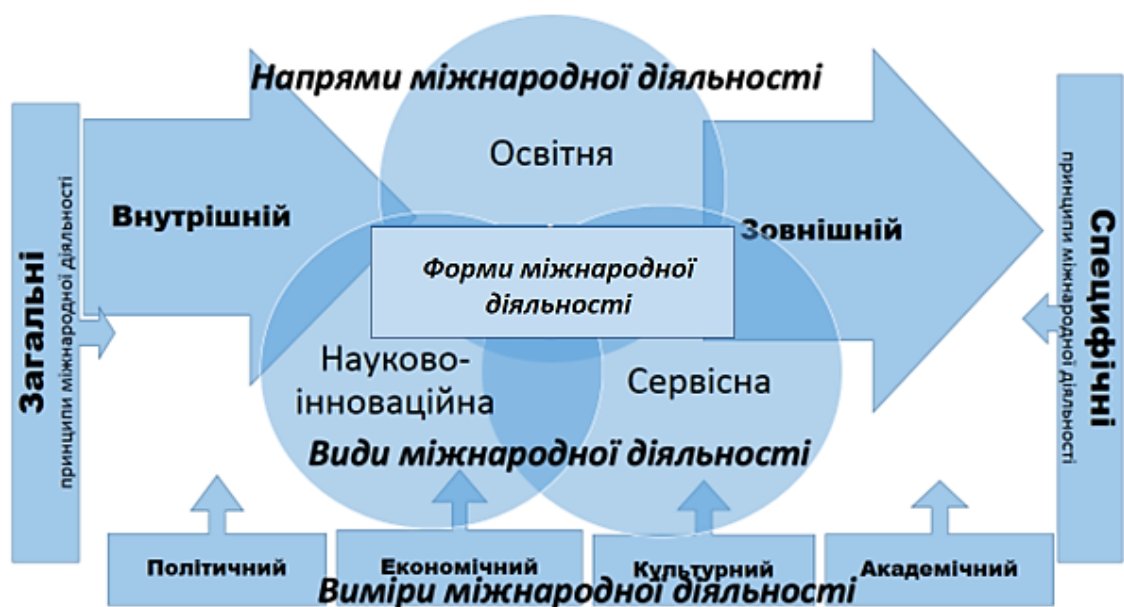 Напрями міжнародної діяльності
Освітня
Загальні
принципи міжнародної діяльності
Внутрішній
Зовнішній
Специфічні
принципи міжнародної діяльності
Форми міжнародної
діяльності
Науково-
інноваційна
Сервісна
Види міжнародної діяльності
Політичний
Економічний
Культурний
Академічний
Виміри міжнародної діяльності